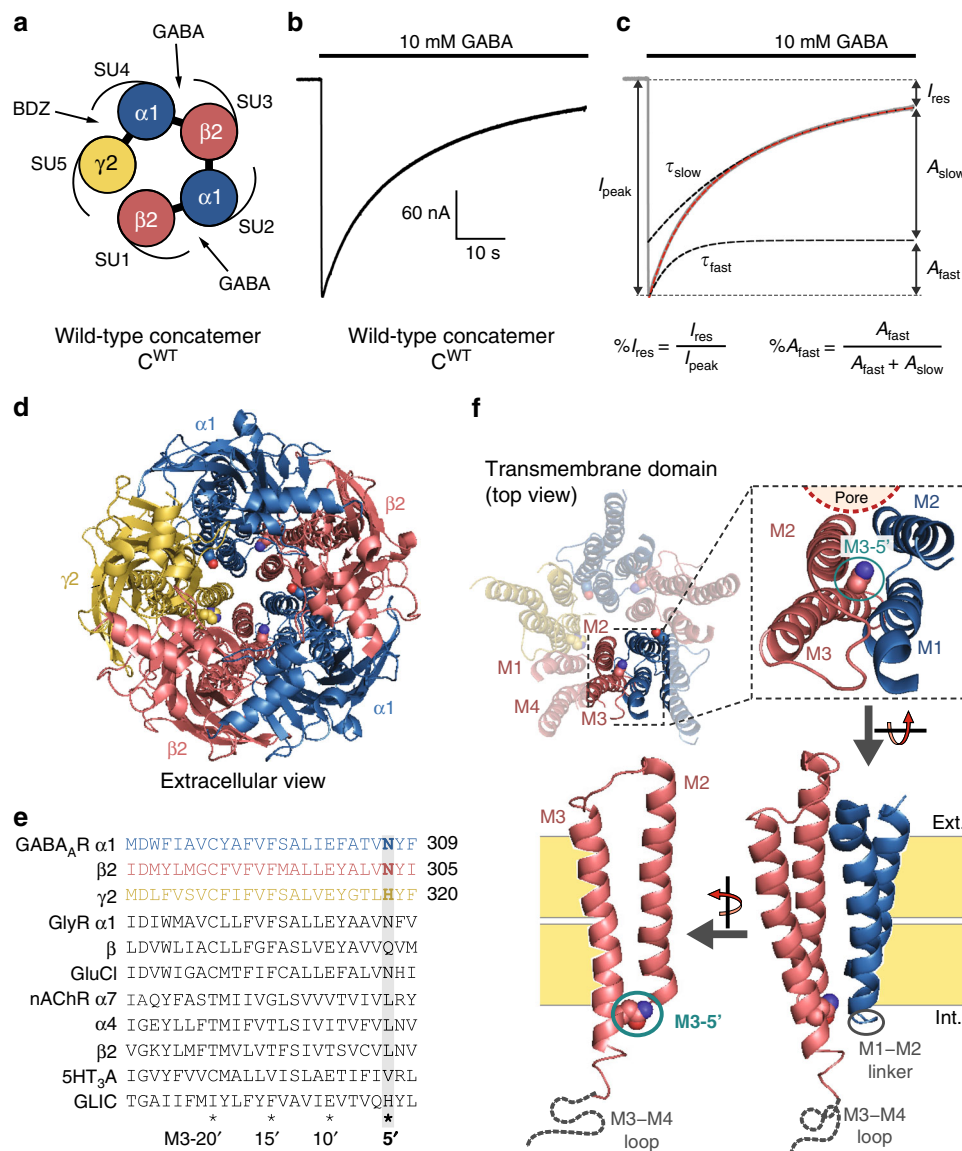 a
GABA
SU4
BDZ
α1
SU3
β2
SU5
γ2
α1
β2
SU2
SU1
GABA
Wild-type concatemer
C^WT
b
10 mM GABA
60 nA
10 s
Wild-type concatemer
C^WT
c
10 mM GABA
I_res
τ_slow
I_peak
A_slow
τ_fast
A_fast
%I_res = I_res / I_peak
%A_fast = A_fast / A_fast + A_slow
d
α1
β2
γ2
α1
β2
Extracellular view
e
GABA_AR α1 MDWFIAVCYAFVFSALIEFATVNYF 309
β2 IDMYLMGCFVFVFMALLEYALVNYF 305
γ2 MDLFVSVCFIFVFSALVEYGTLHYF 320
GlyR α1 IDIWMAVCLLFVFSALLEYAAVNFV
β LDVWLIACLLFGFASLVEYAVVQVM
GluCl IDVWIGACMTFIFCALLEFALVNHI
nAChR α7 IAQYFASTMIIVGLSVVVTVIVLRY
α4 IGEYLLFTMIFVTLSIVITVFVLNV
β2 VGKYLMFTMVLVTFSIVTSVCVLNV
5HT_3A IGVYFVVCMALLVISLAETIFIVRL
GLIC TGAIIFMIYLFYFVAVIEVTVQHYL
* * * *
M3-20′ 15′ 10′ 5′
f
Transmembrane domain
(top view)
Pore
M2
M2
M3-5’
M3
M1
M2
M1
M4
M3
M2
M3
Ext.
Int.
M3-5’
M1–M2
linker
M3–M4
loop
M3–M4
loop